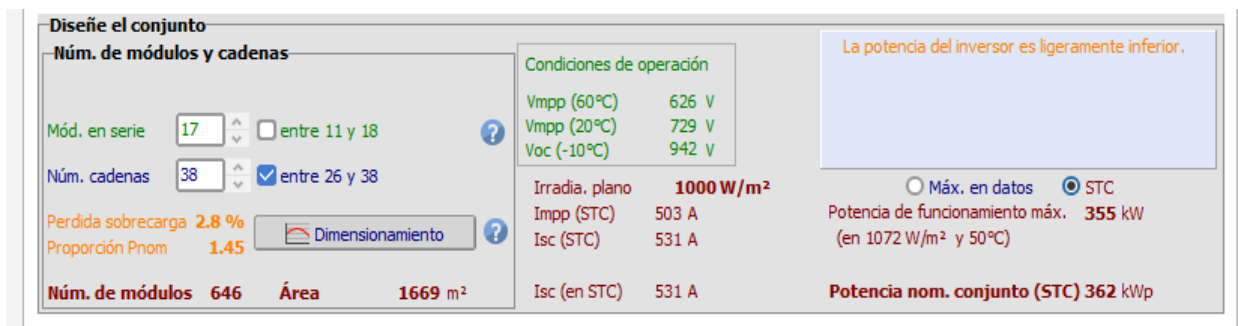 Diseñe el conjunto
Núm. de módulos y cadenas
Mód. en serie 17 entre 11 y 18
Núm. cadenas 38 entre 26 y 38
Perdida sobrecarga 2.8 %
Proporción Pnom 1.45
Dimensionamiento
Núm. de módulos 646 Área 1669 m²
Condiciones de operación
Vmpp (60ºC) 626 V
Vmpp (20ºC) 729 V
Voc (-10ºC) 942 V
Irradia. plano 1000 W/m²
Impp (STC) 503 A
Isc (STC) 531 A
Isc (en STC) 531 A
La potencia del inversor es ligeramente inferior.
Máx. en datos STC
Potencia de funcionamiento máx. 355 kW
(en 1072 W/m² y 50ºC)
Potencia nom. conjunto (STC) 362 kWp